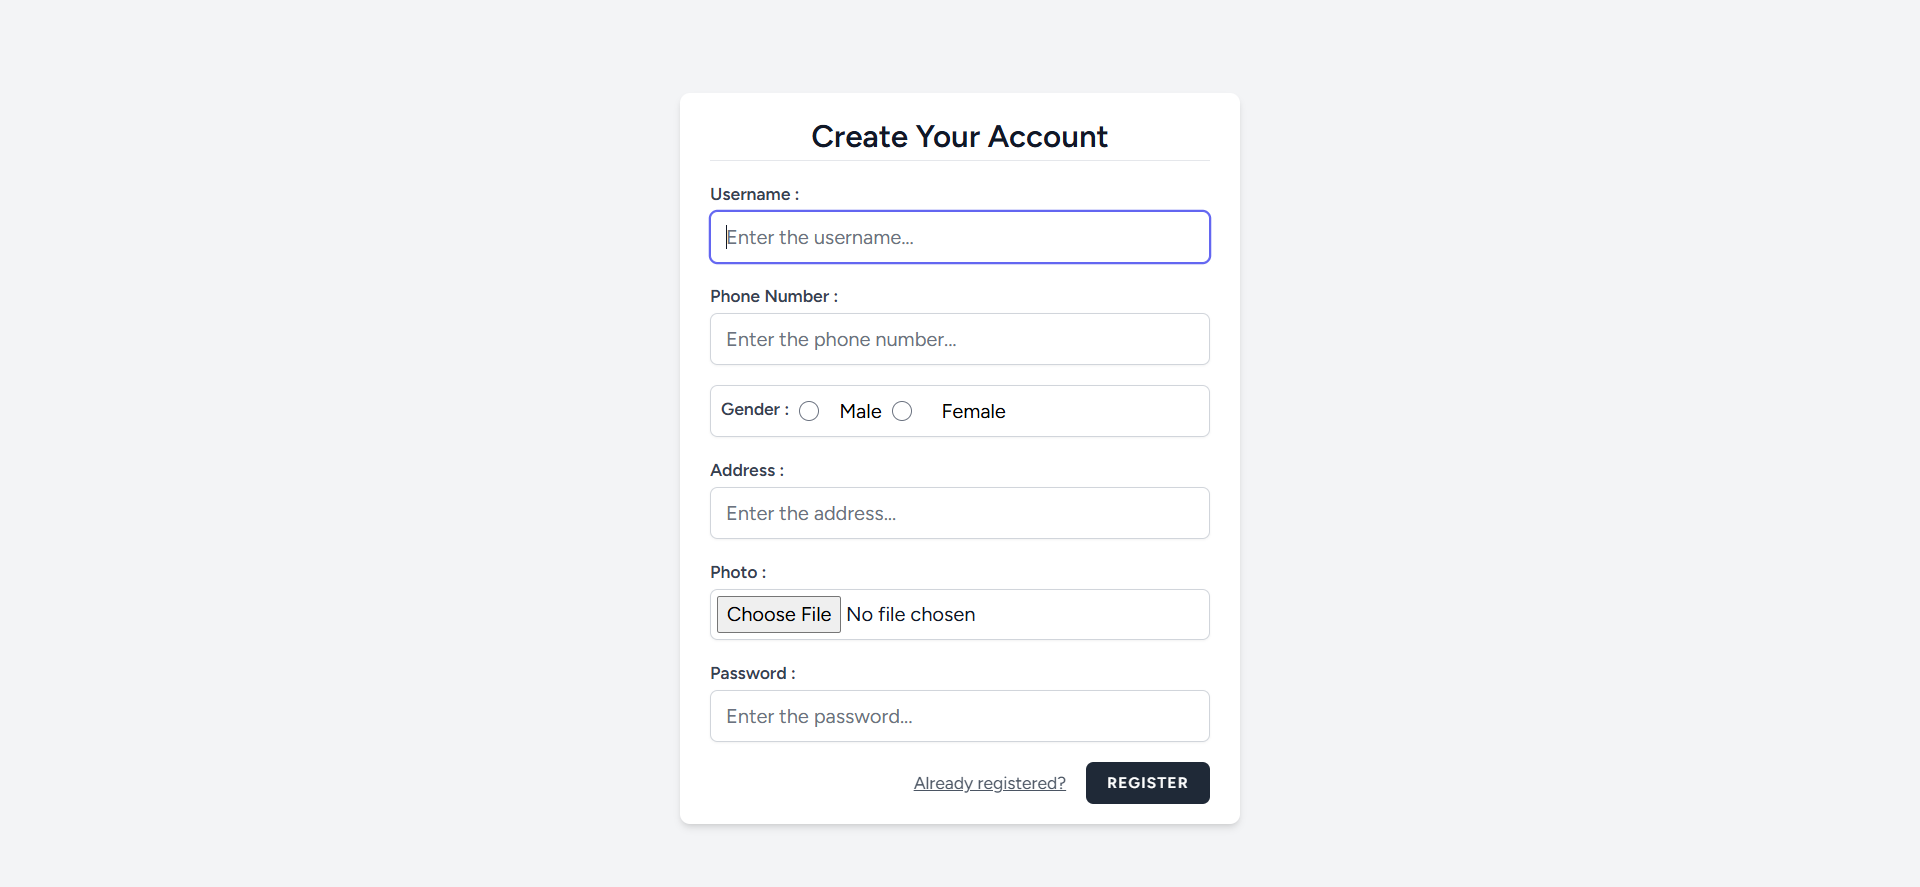 Create Your Account
Username :
Enter the username...
Phone Number :
Enter the phone number...
Gender : Male Female
Address :
Enter the address...
Photo :
Choose File No file chosen
Password :
Enter the password...
Already registered? REGISTER